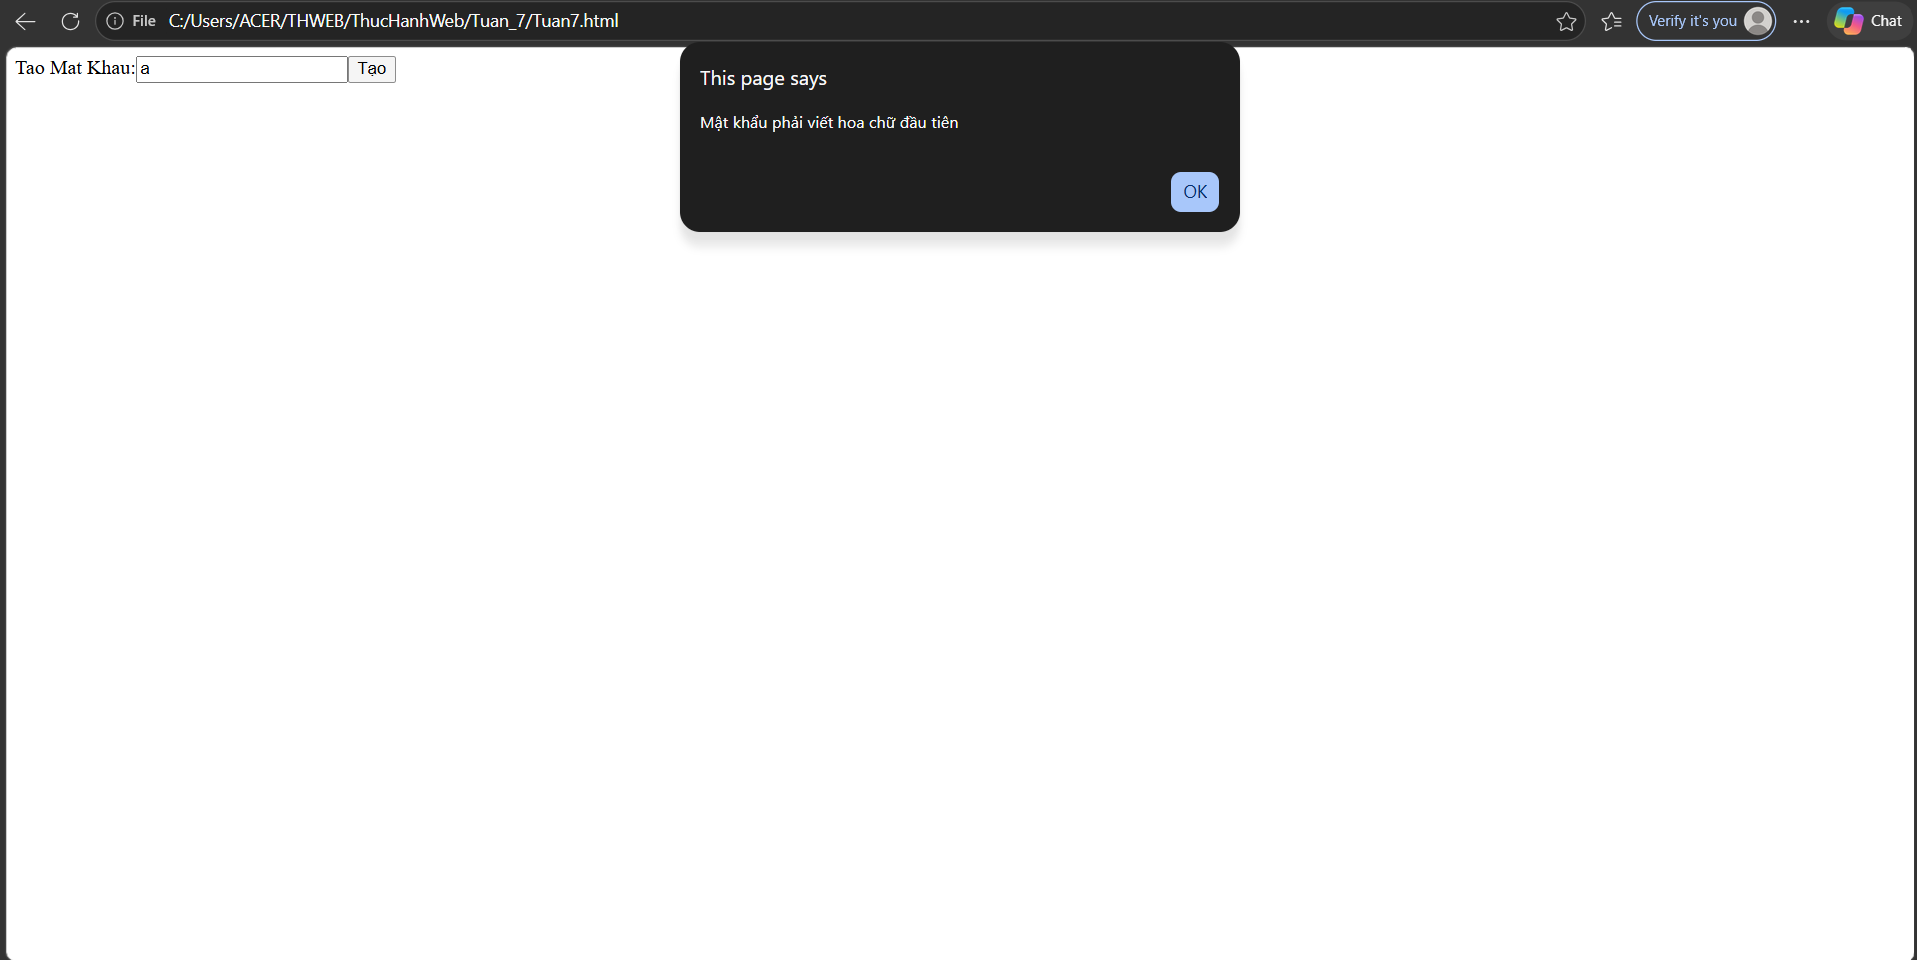 File C:/Users/ACER/THWEB/ThucHanhWeb/Tuan_7/Tuan7.html Verify it's you Chat
Tao Mat Khau: a Tạo
This page says
Mật khẩu phải viết hoa chữ đầu tiên
OK